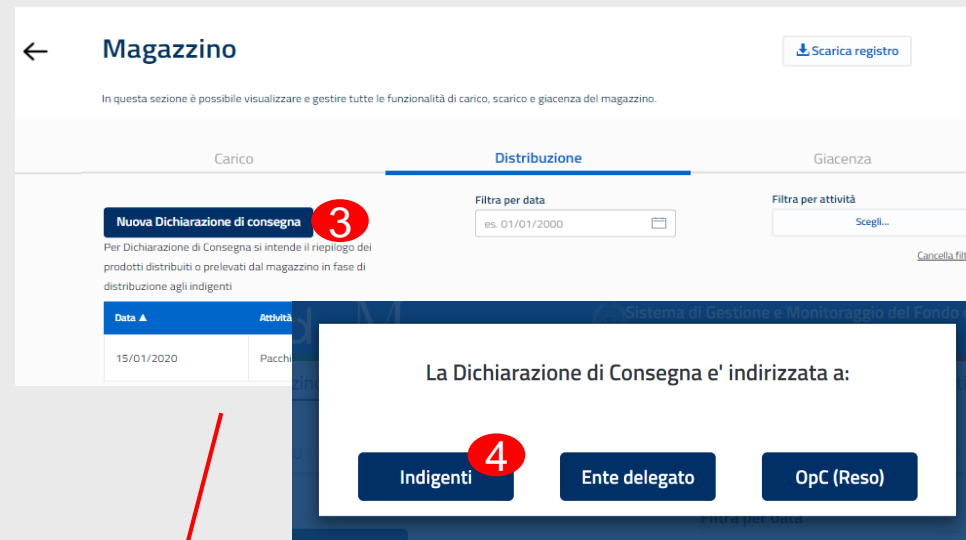 Magazzino
Scarica registro
In questa sezione è possibile visualizzare e gestire tutte le funzionalità di carico, scarico e giacenza del magazzino.
Carico
Distribuzione
Giacenza
Nuova Dichiarazione di consegna
3
Per Dichiarazione di Consegna si intende il riepilogo dei
prodotti distribuiti o prelevati dal magazzino in fase di
distribuzione agli indigenti
Filtra per data
es. 01/01/2000
Filtra per attività
Scegli...
Cancella filt
Data ▲
Attività
15/01/2020
Pacchi
Sistema di Gestione e Monitoraggio del Fondo
La Dichiarazione di Consegna e' indirizzata a:
Indigenti
4
Ente delegato
OpC (Reso)
Filtra per data